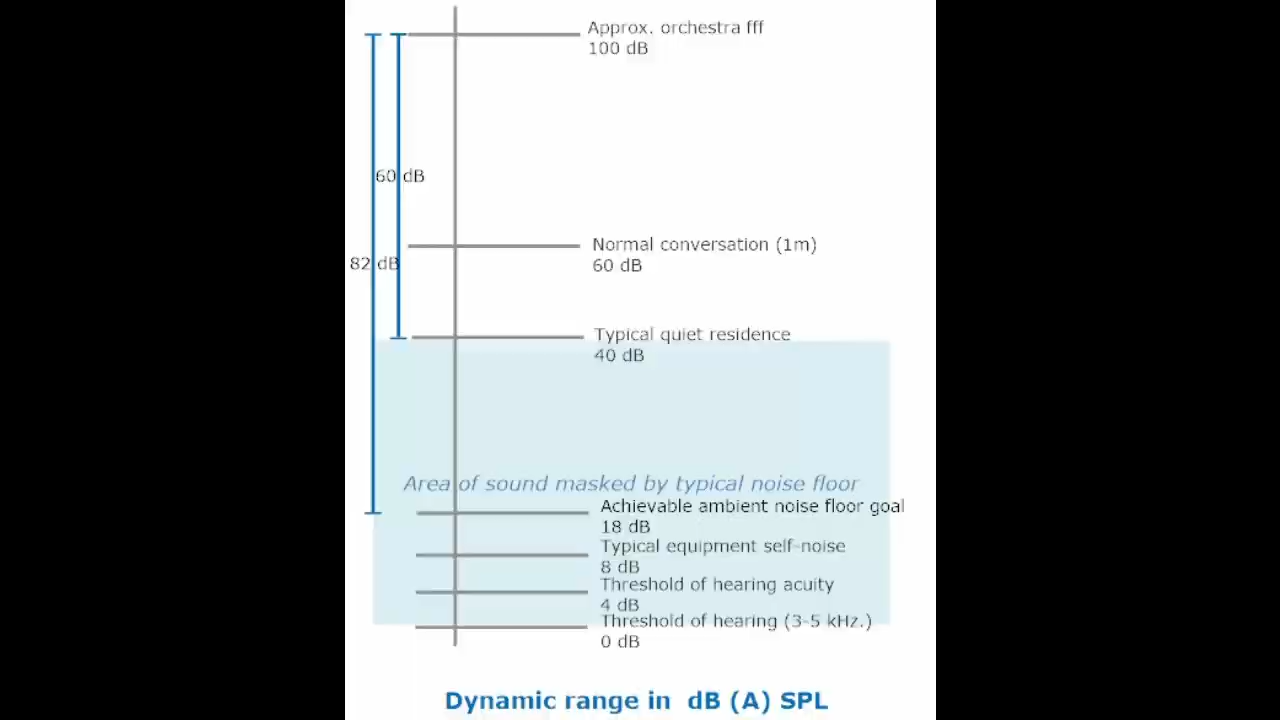 Approx. orchestra fff
100 dB
60 dB
Normal conversation (1m)
60 dB
82 dB
Typical quiet residence
40 dB
Area of sound masked by typical noise floor
Achievable ambient noise floor goal
18 dB
Typical equipment self-noise
8 dB
Threshold of hearing acuity
4 dB
Threshold of hearing (3-5 kHz.)
0 dB
Dynamic range in dB (A) SPL